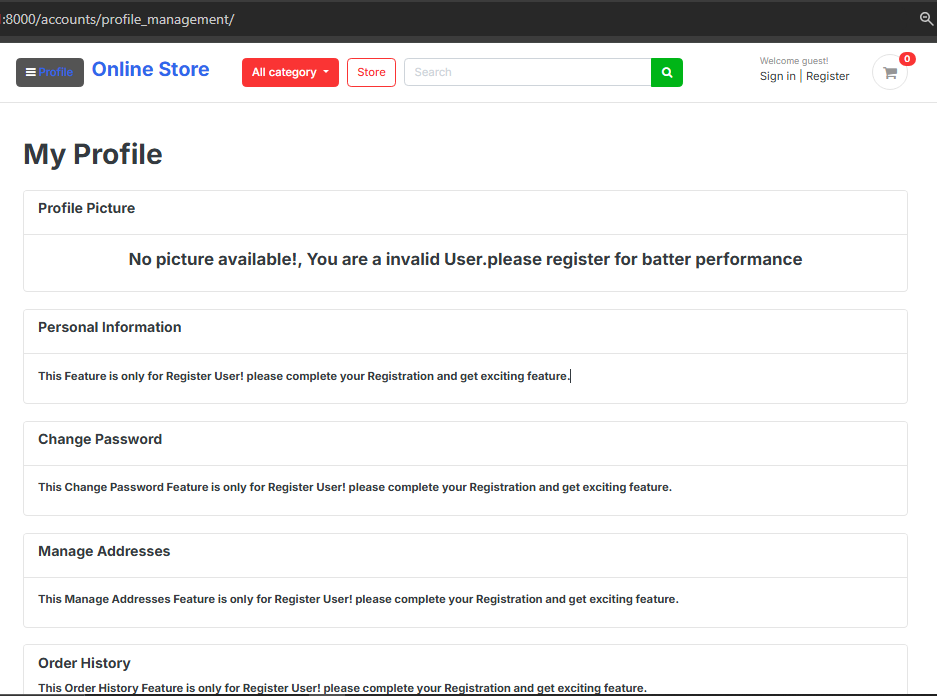 :8000/accounts/profile_management/
Profile
Online Store
All category
Store
Search
Welcome guest!
Sign in | Register
0
My Profile
Profile Picture
No picture available!, You are a invalid User.please register for batter performance
Personal Information
This Feature is only for Register User! please complete your Registration and get exciting feature.
Change Password
This Change Password Feature is only for Register User! please complete your Registration and get exciting feature.
Manage Addresses
This Manage Addresses Feature is only for Register User! please complete your Registration and get exciting feature.
Order History
This Order History Feature is only for Register User! please complete your Registration and get exciting feature.